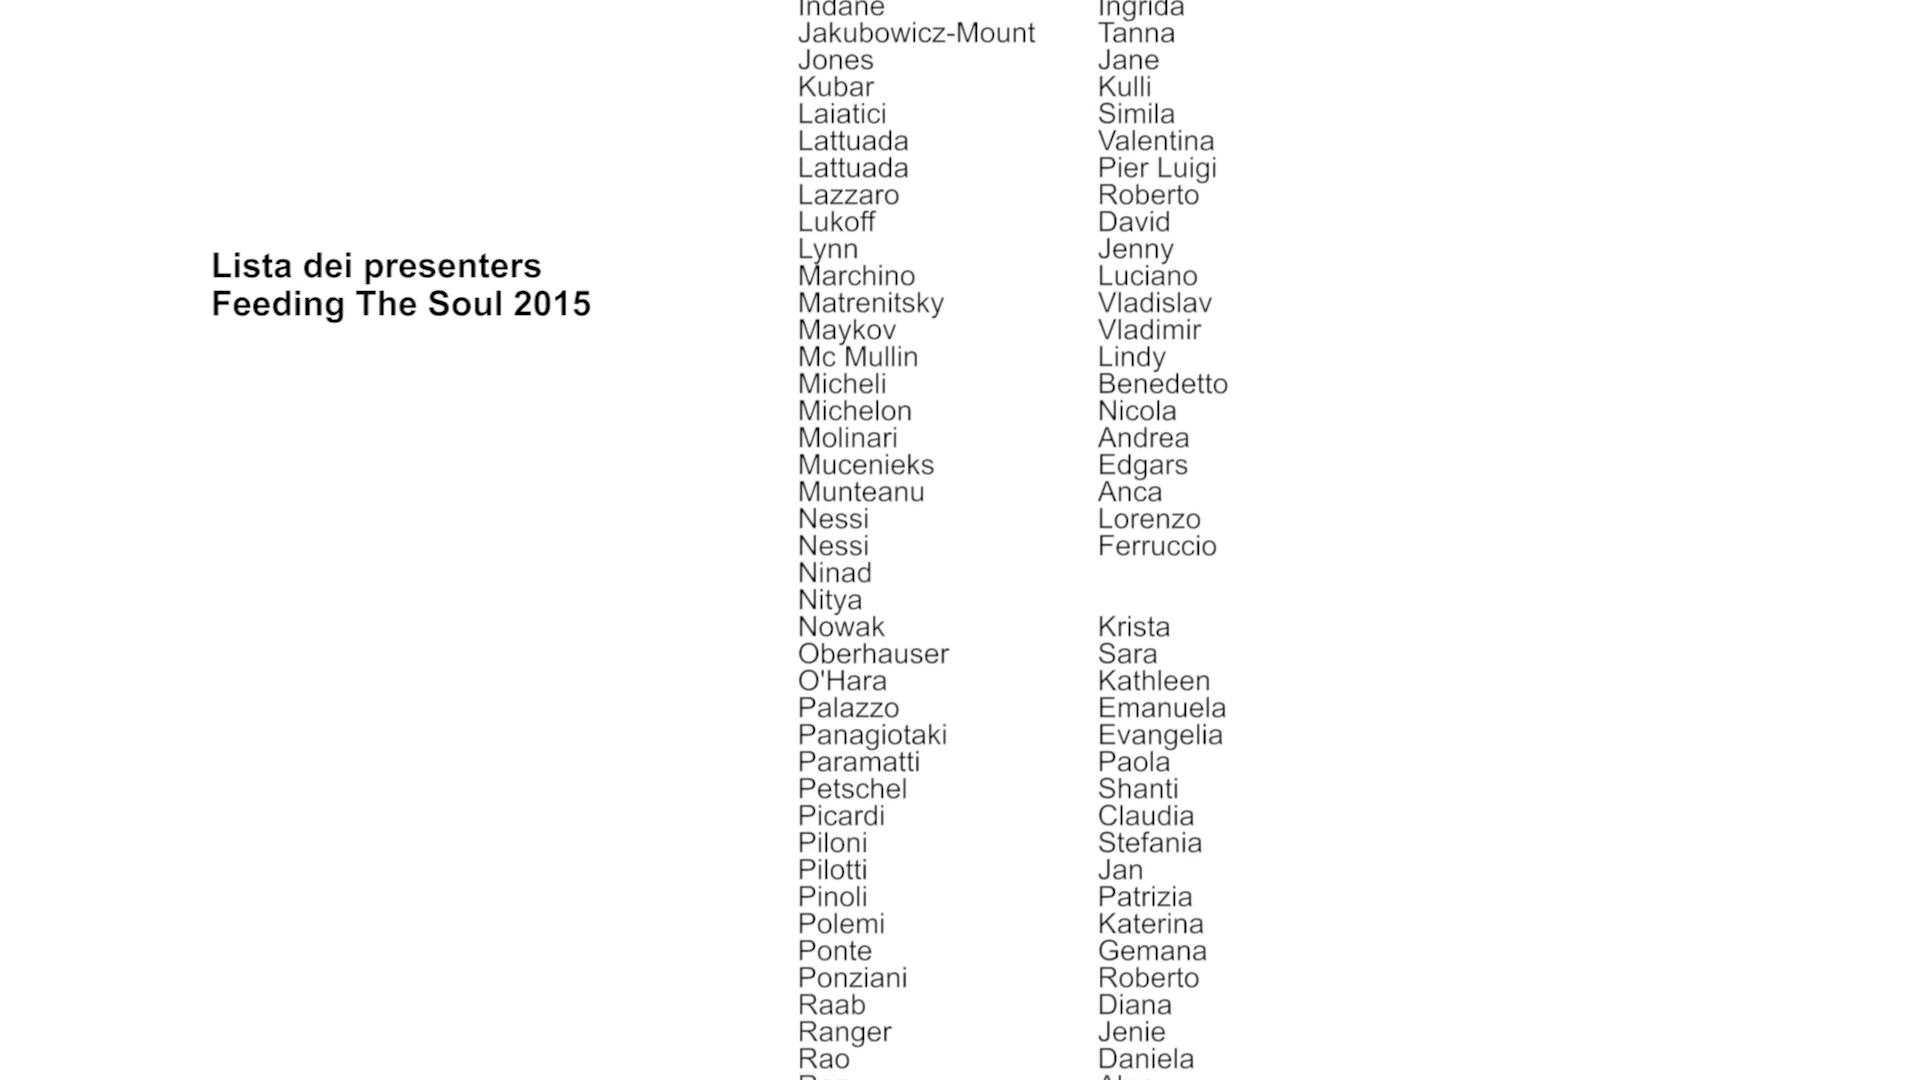 Lista dei presenters
Feeding The Soul 2015
Indane Ingrida
Jakubowicz-Mount Tanna
Jones Jane
Kubar Kulli
Laiatici Simila
Lattuada Valentina
Lattuada Pier Luigi
Lazzaro Roberto
Lukoff David
Lynn Jenny
Marchino Luciano
Matrenitsky Vladislav
Maykov Vladimir
Mc Mullin Lindy
Micheli Benedetto
Michelon Nicola
Molinari Andrea
Mucenieks Edgars
Munteanu Anca
Nessi Lorenzo
Nessi Ferruccio
Ninad
Nitya
Nowak Krista
Oberhauser Sara
O'Hara Kathleen
Palazzo Emanuela
Panagiotaki Evangelia
Paramatti Paola
Petschel Shanti
Picardi Claudia
Piloni Stefania
Pilotti Jan
Pinoli Patrizia
Polemi Katerina
Ponte Gemana
Ponziani Roberto
Raab Diana
Ranger Jenie
Rao Daniela